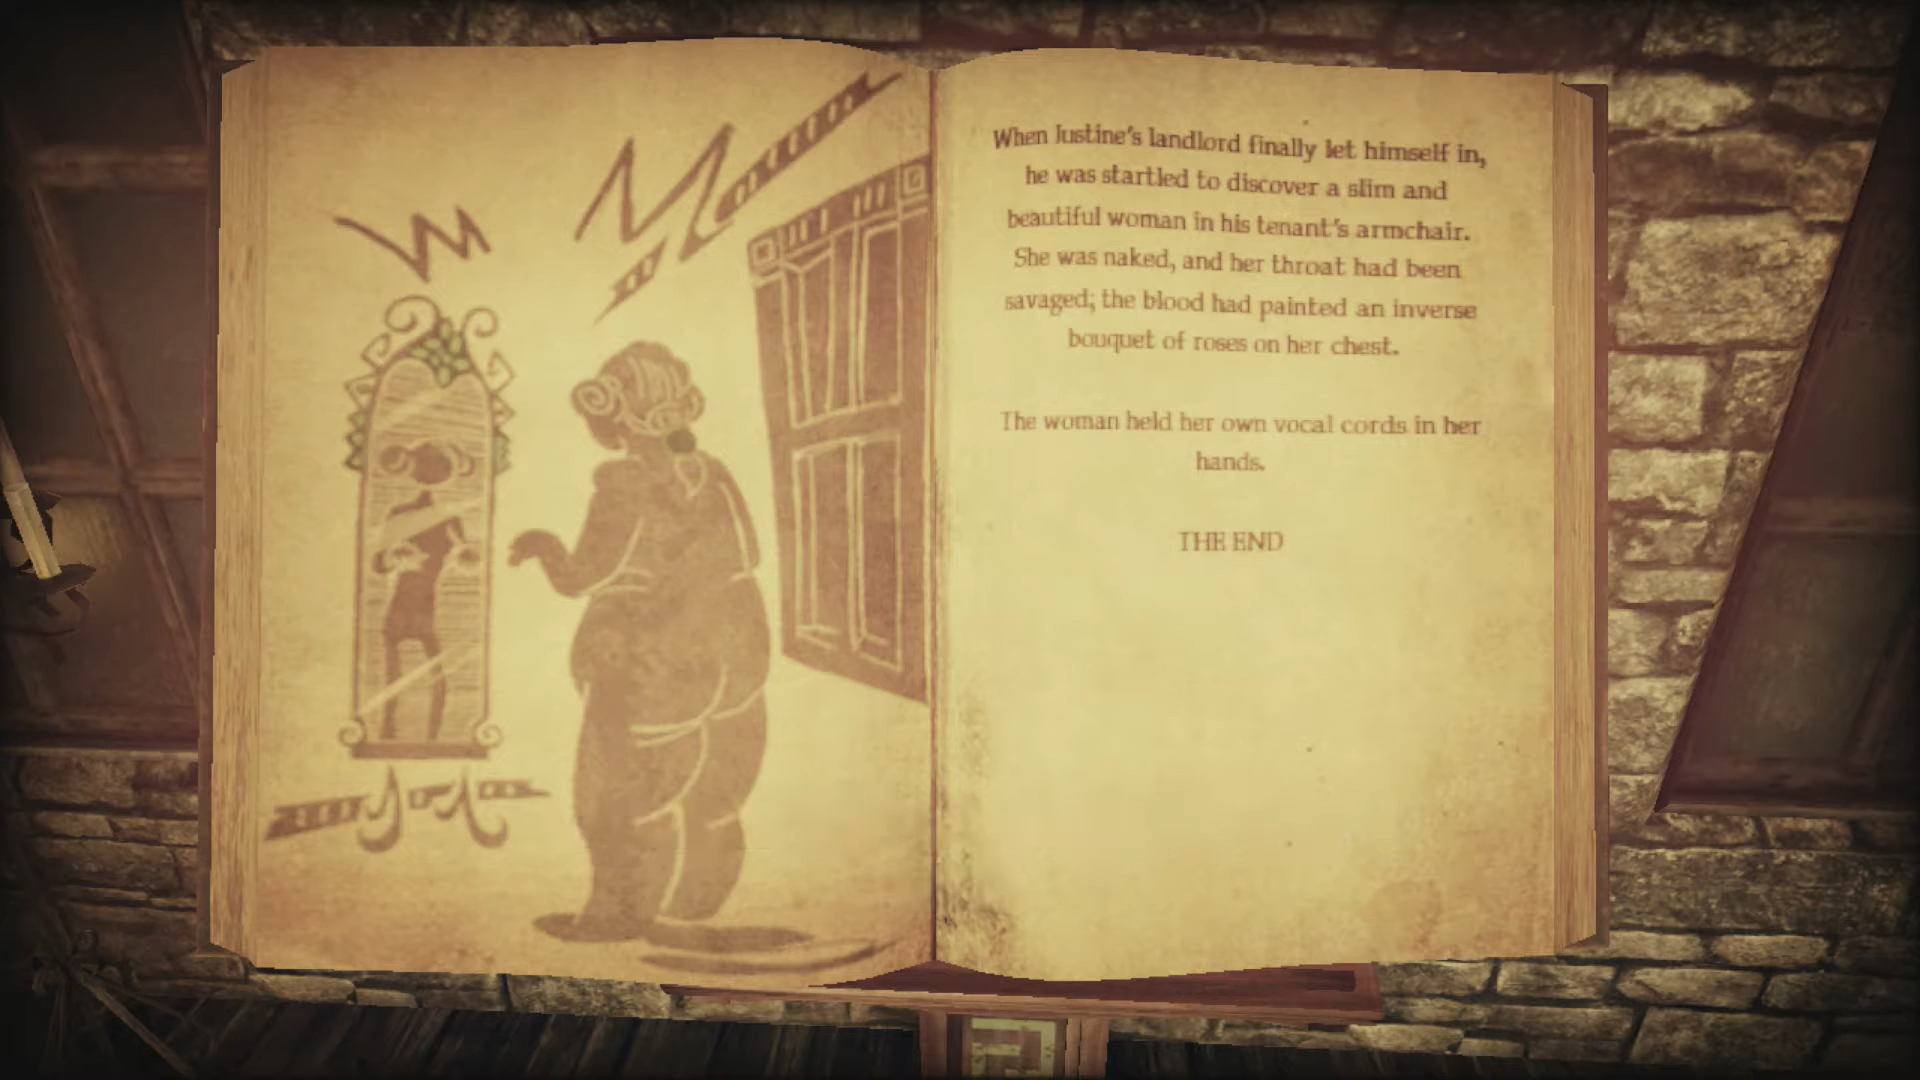 When Justine's landlord finally let himself in,
he was startled to discover a slim and
beautiful woman in his tenant's armchair.
She was naked, and her throat had been
savaged; the blood had painted an inverse
bouquet of roses on her chest.
The woman held her own vocal cords in her
hands.
THE END